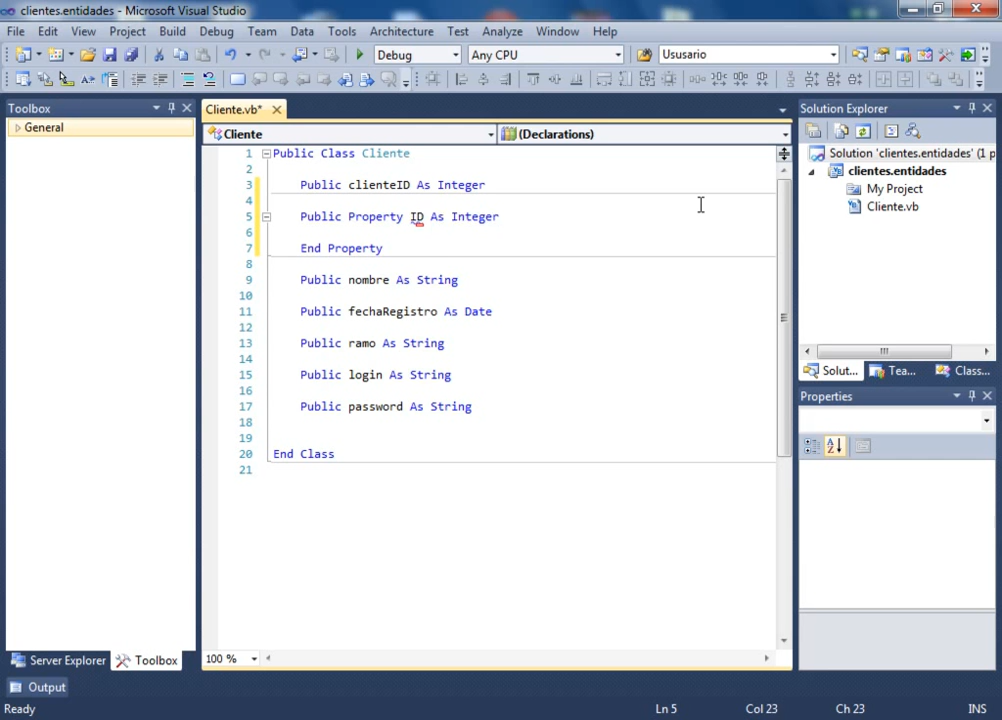 clientes.entidades - Microsoft Visual Studio
File Edit View Project Build Debug Team Data Tools Architecture Test Analyze Window Help
Debug Any CPU Ususario
Toolbox
General
Cliente.vb*
Cliente (Declarations)
1 Public Class Cliente
2
3 Public clienteID As Integer
4
5 Public Property ID As Integer
6
7 End Property
8
9 Public nombre As String
10
11 Public fechaRegistro As Date
12
13 Public ramo As String
14
15 Public login As String
16
17 Public password As String
18
19
20 End Class
21
100 %
Solution Explorer
Solution 'clientes.entidades' (1 p
clientes.entidades
My Project
Cliente.vb
Solut... Tea... Class...
Properties
Server Explorer Toolbox
Output
Ready Ln 5 Col 23 Ch 23 INS